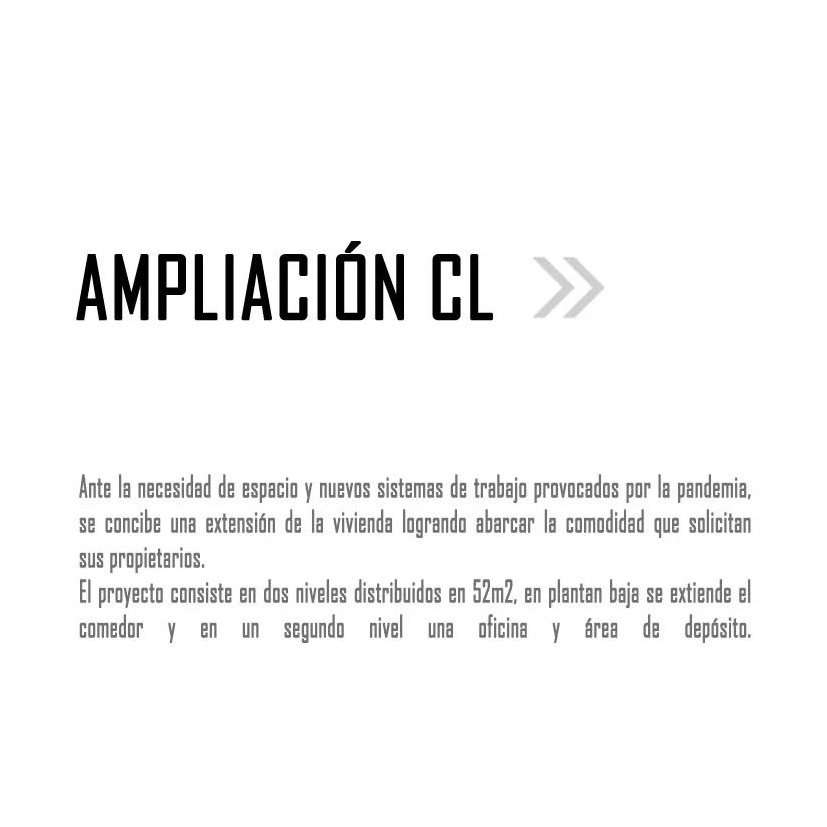 AMPLIACIÓN CL
Ante la necesidad de espacio y nuevos sistemas de trabajo provocados por la pandemia,
se concibe una extensión de la vivienda logrando abarcar la comodidad que solicitan
sus propietarios.
El proyecto consiste en dos niveles distribuidos en 52m2, en plantan baja se extiende el
comedor y en un segundo nivel una oficina y área de depósito.